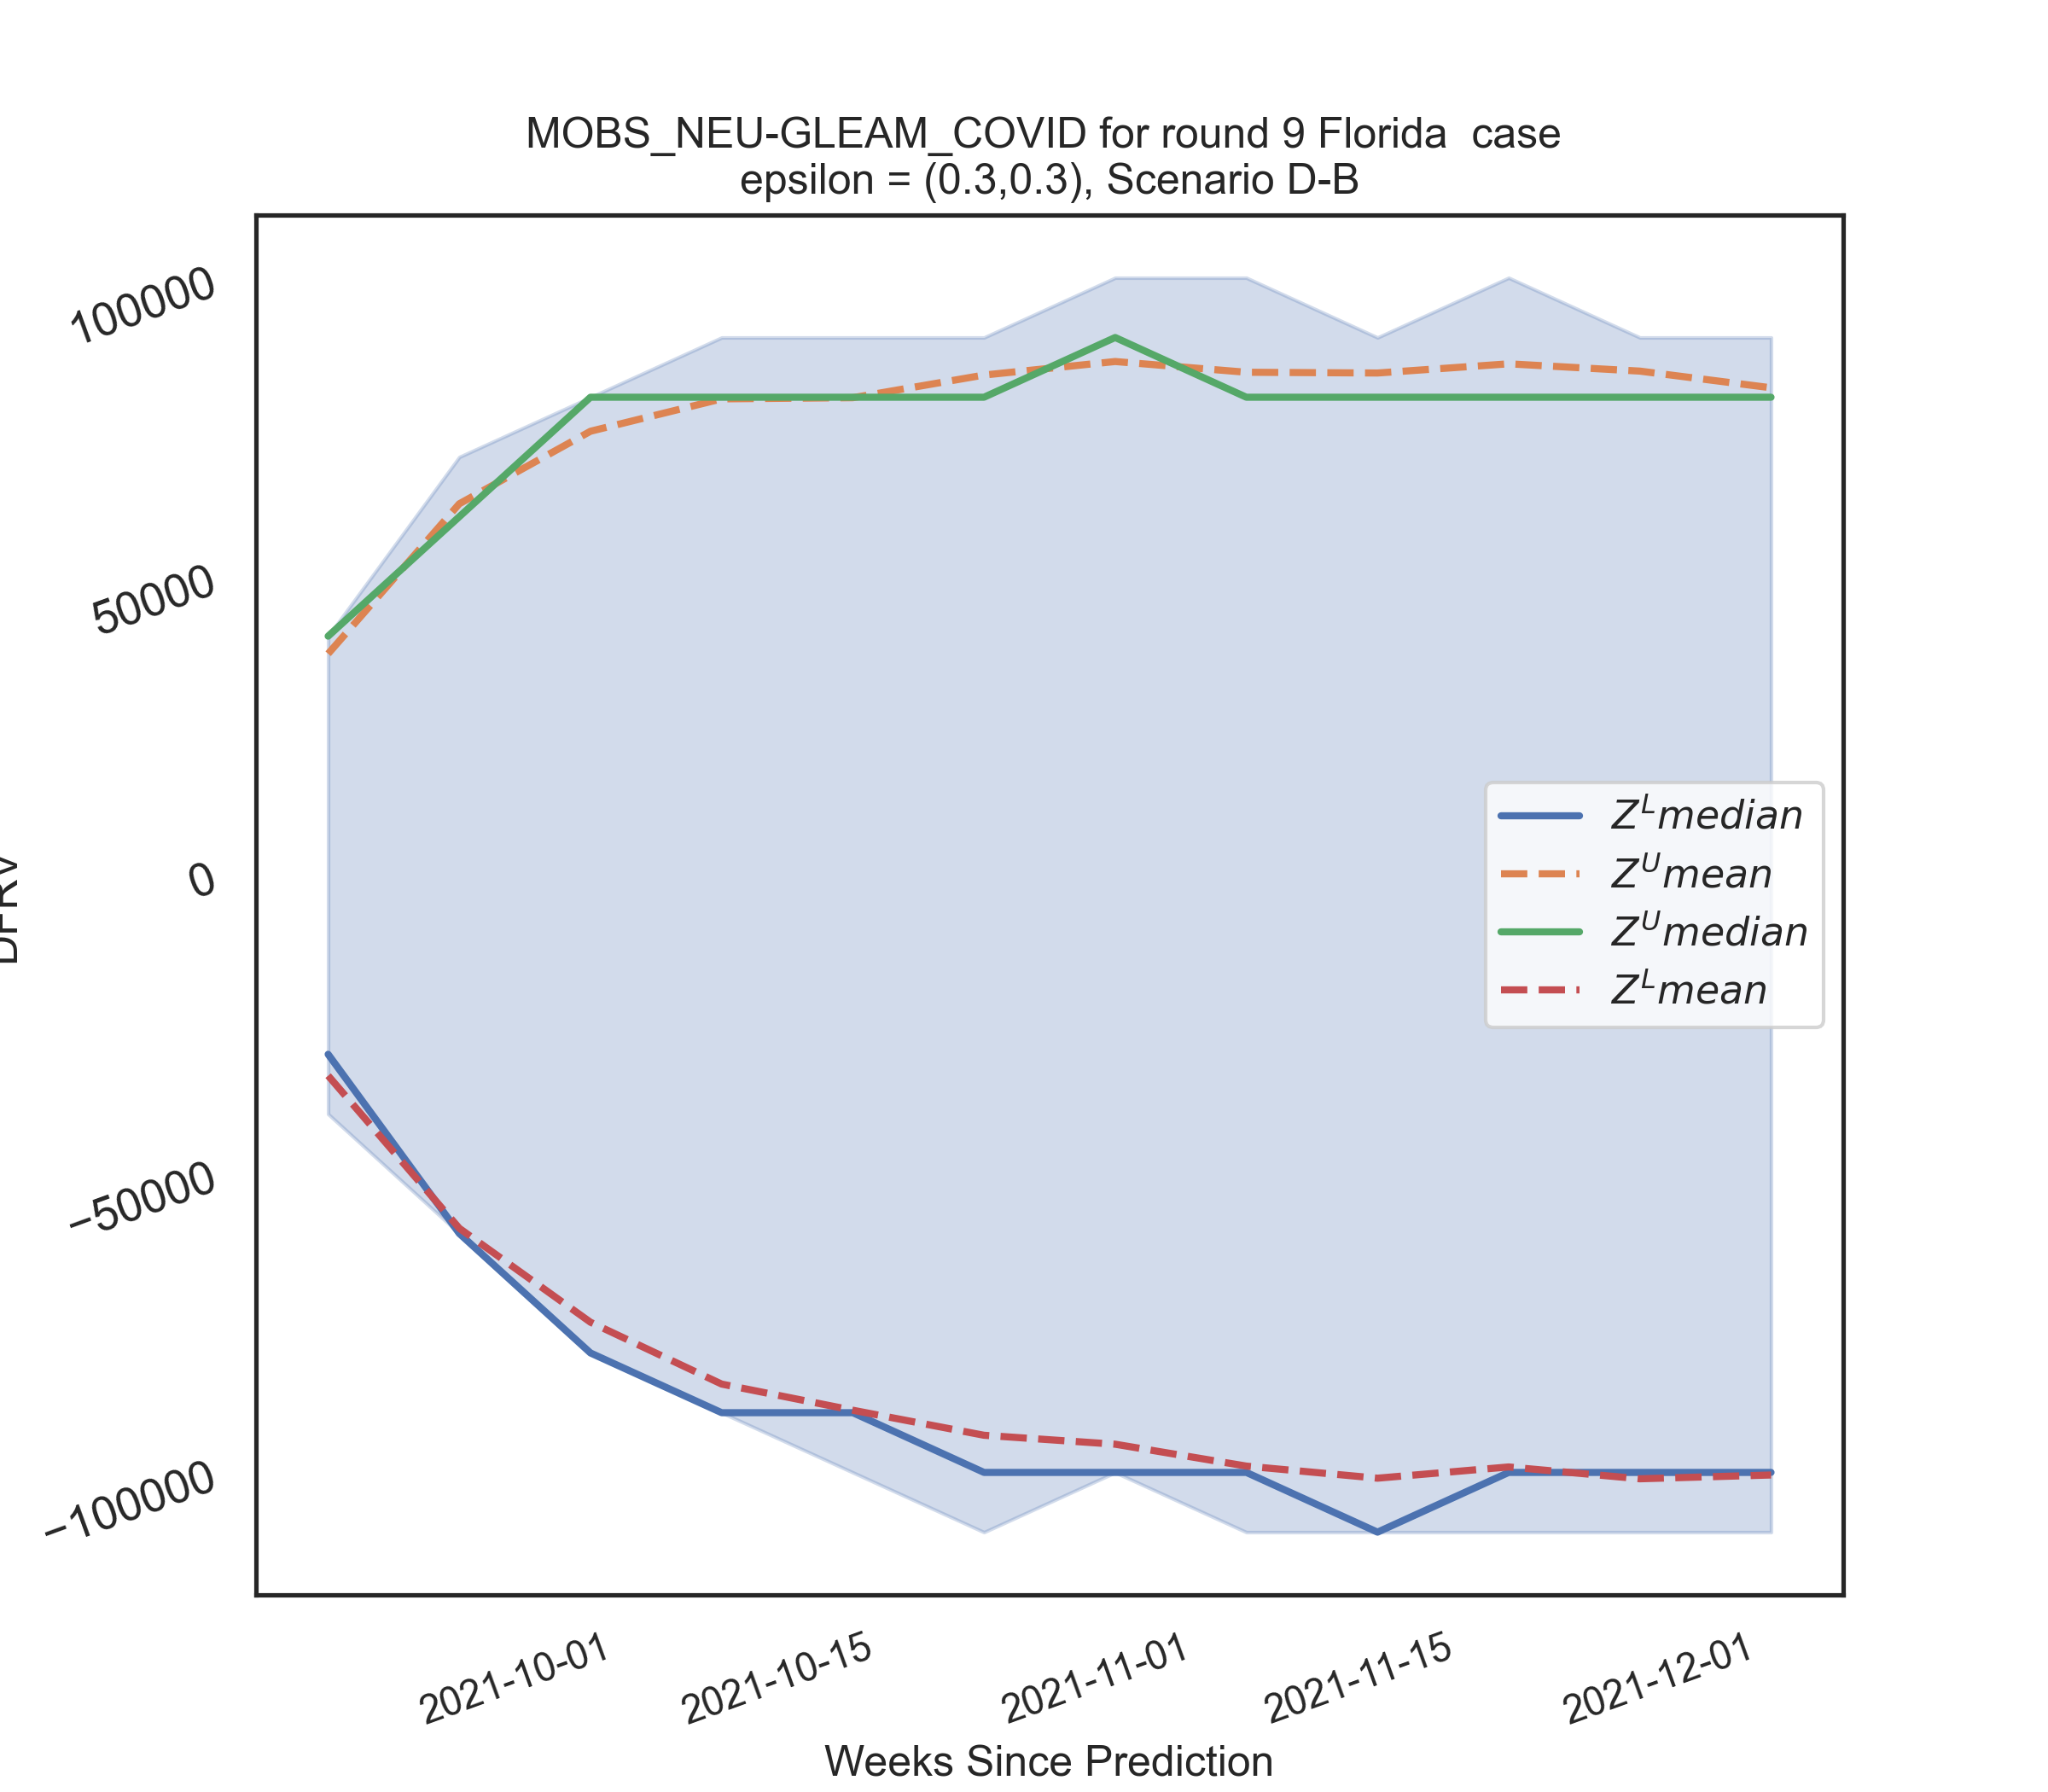 MOBS_NEU-GLEAM_COVID for round 9 Florida  case
epsilon = (0.3,0.3), Scenario D-B
100000
50000
0
−50000
−100000
Z^L median
Z^U mean
Z^U median
Z^L mean
2021-10-01
2021-10-15
2021-11-01
2021-11-15
2021-12-01
Weeks Since Prediction